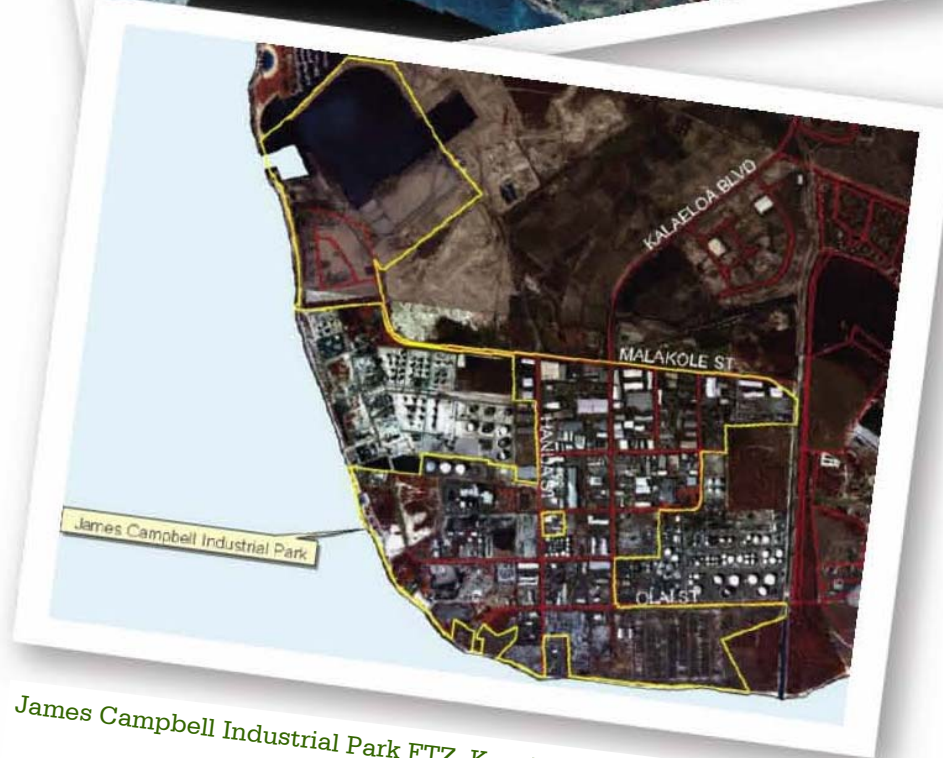 KALAELOA BLVD
MALAKOLE ST
HANUA ST
James Campbell Industrial Park
OLAI ST
James Campbell Industrial Park FTZ, K